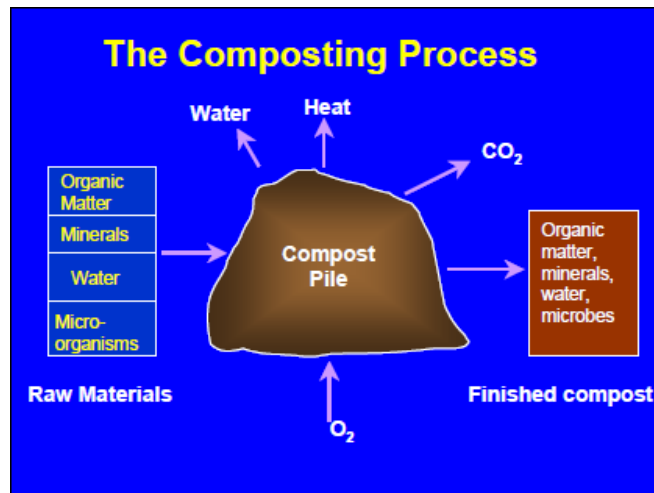 The Composting Process
Water
Heat
CO₂
Organic
Matter
Minerals
Water
Micro-
organisms
Raw Materials
Compost
Pile
O₂
Organic
matter,
minerals,
water,
microbes
Finished compost